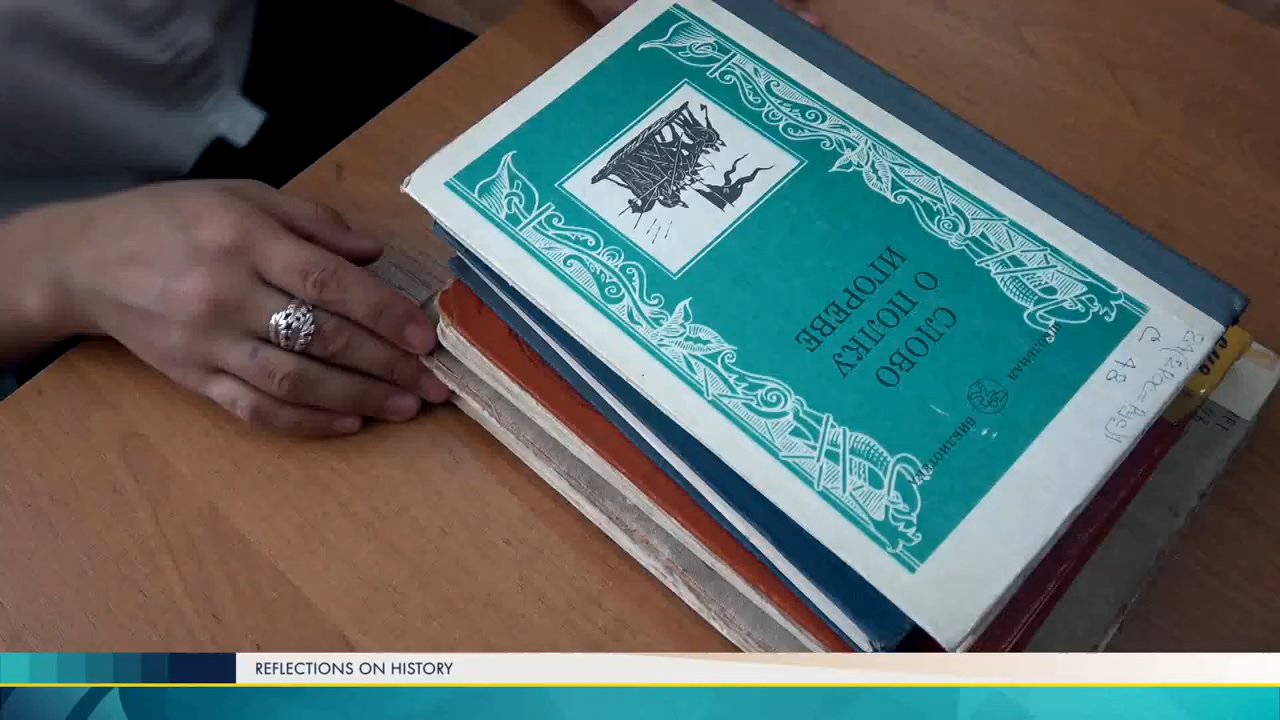 ШКОЛЬНАЯ
БИБЛИОТЕКА
СЛОВО
О ПОЛКУ
ИГОРЕВЕ
С 48
REFLECTIONS ON HISTORY